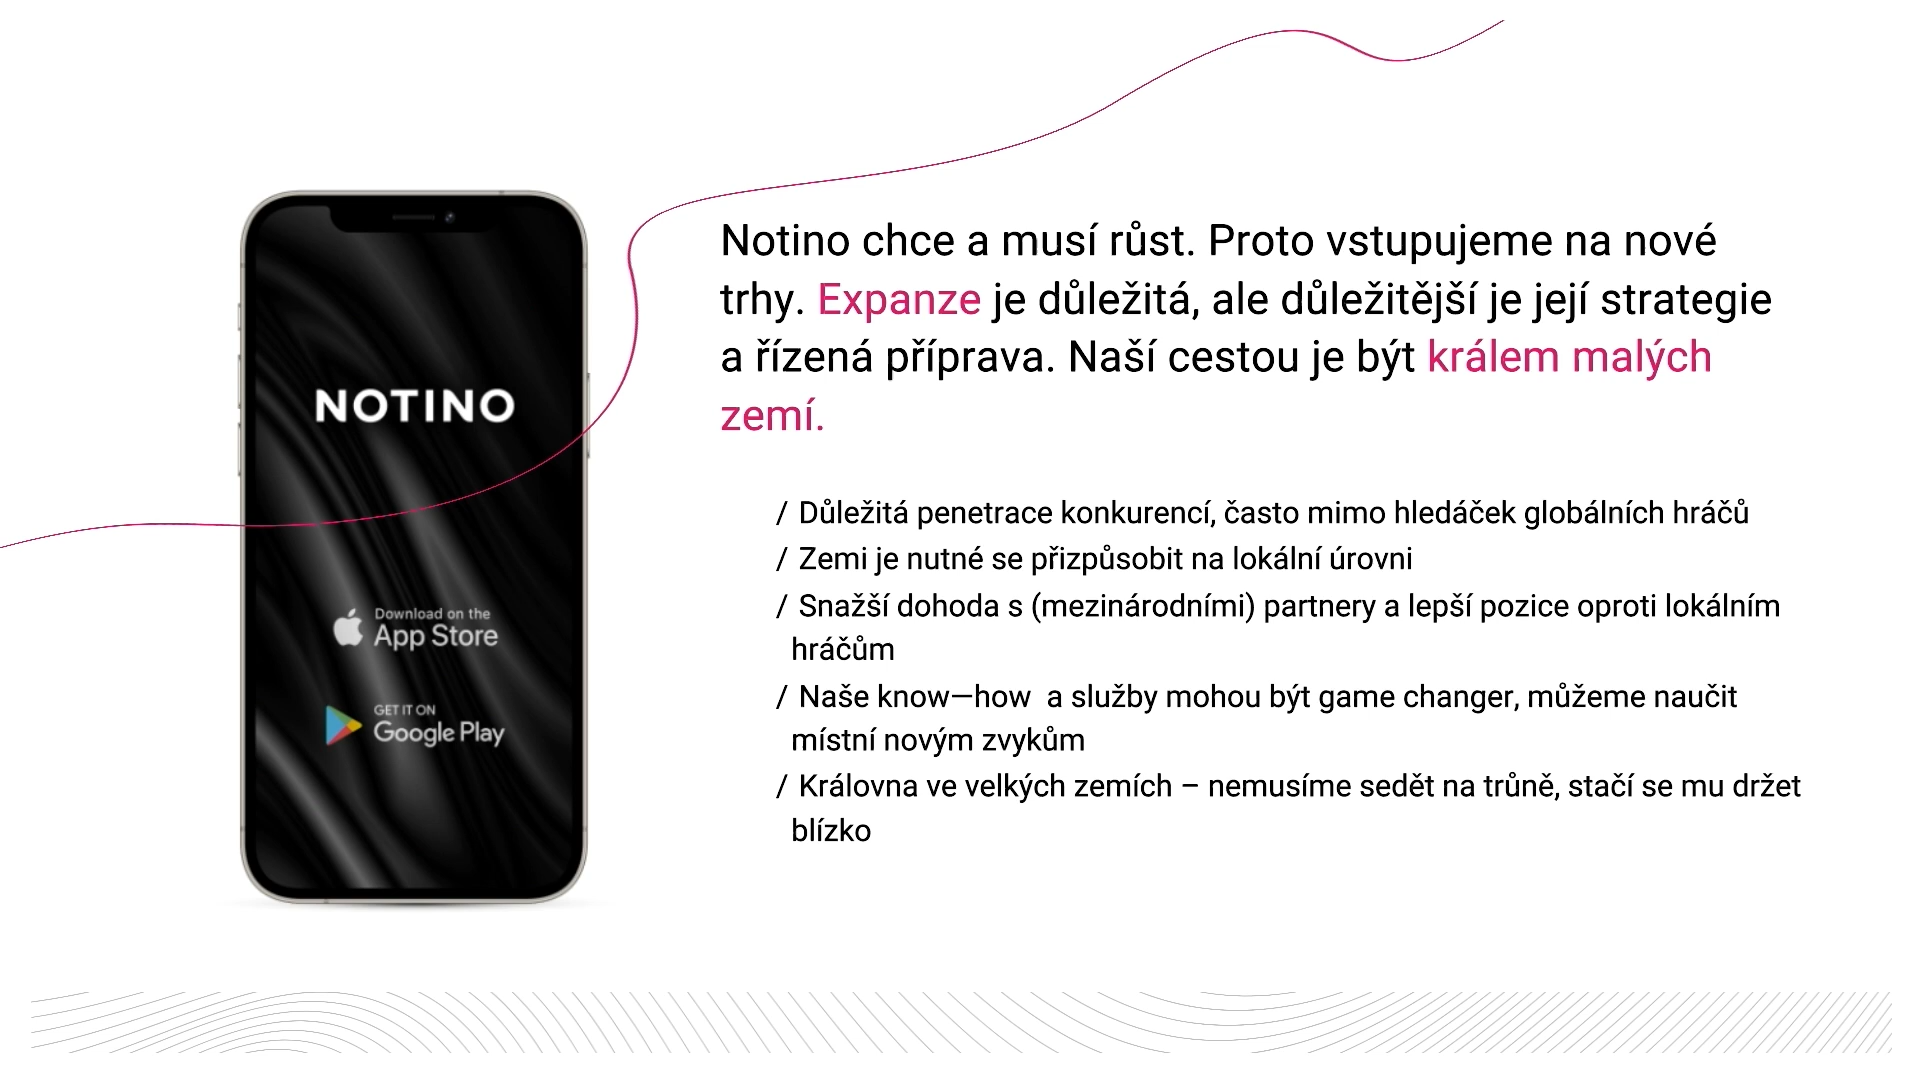 NOTINO
Download on the
App Store
GET IT ON
Google Play
Notino chce a musí růst. Proto vstupujeme na nové
trhy. Expanze je důležitá, ale důležitější je její strategie
a řízená příprava. Naší cestou je být králem malých
zemí.
/ Důležitá penetrace konkurencí, často mimo hledáček globálních hráčů
/ Zemi je nutné se přizpůsobit na lokální úrovni
/ Snažší dohoda s (mezinárodními) partnery a lepší pozice oproti lokálním
hráčům
/ Naše know—how  a služby mohou být game changer, můžeme naučit
místní novým zvykům
/ Královna ve velkých zemích – nemusíme sedět na trůně, stačí se mu držet
blízko